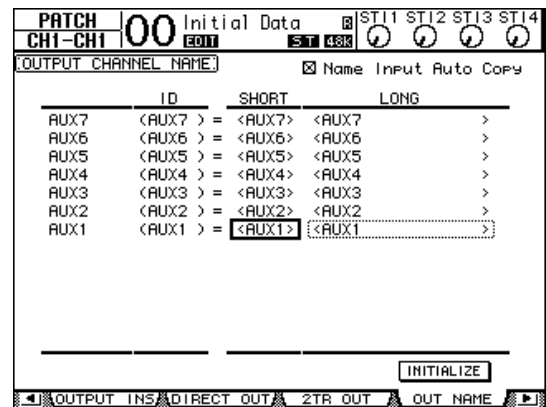 PATCH
CH1-CH1
00 Initial Data
EDIT
ST 48K
ST1 ST12 ST13 ST14
OUTPUT CHANNEL NAME
☒ Name Input Auto Copy
ID SHORT LONG
AUX7 (AUX7 ) = <AUX7> <AUX7 >
AUX6 (AUX6 ) = <AUX6> <AUX6 >
AUX5 (AUX5 ) = <AUX5> <AUX5 >
AUX4 (AUX4 ) = <AUX4> <AUX4 >
AUX3 (AUX3 ) = <AUX3> <AUX3 >
AUX2 (AUX2 ) = <AUX2> <AUX2 >
AUX1 (AUX1 ) = <AUX1> <AUX1 >
INITIALIZE
OUTPUT INS DIRECT OUT 2TR OUT OUT NAME